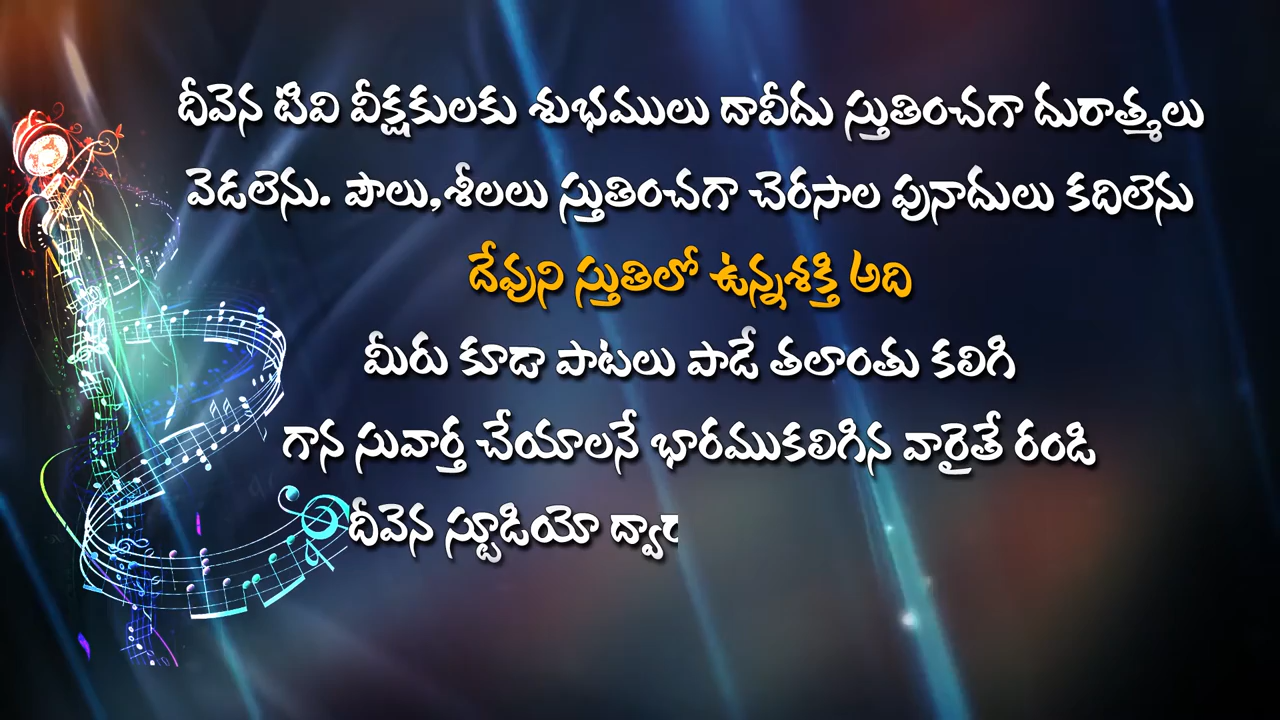 దీవెన టివి వీక్షకులకు శుభములు దావీదు స్తుతించగా దురాత్మలు
వెడలెను. పౌలు,శీలలు స్తుతించగా చెరసాల పునాదులు కదిలెను
దేవుని స్తుతిలో ఉన్నశక్తి అది
మీరు కూడా పాటలు పాడే తలాంతు కలిగి
గాన సువార్త చేయాలనే భారముకలిగిన వారైతే రండి
దీవెన స్టూడియో